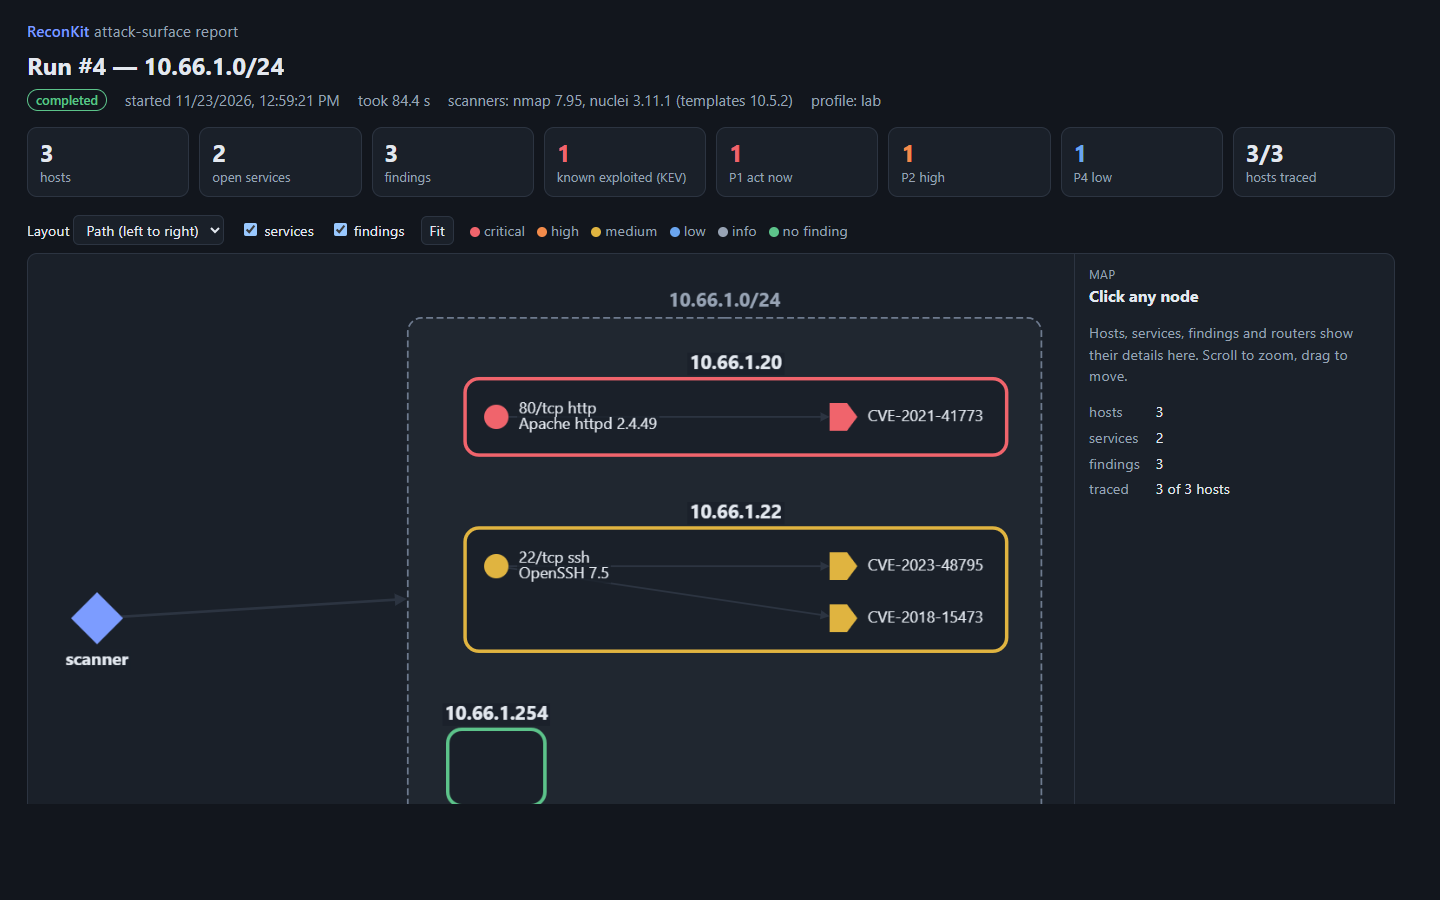 ReconKit attack-surface report
Run #4 — 10.66.1.0/24
completed started 11/23/2026, 12:59:21 PM took 84.4 s scanners: nmap 7.95, nuclei 3.11.1 (templates 10.5.2) profile: lab
3
hosts
2
open services
3
findings
1
known exploited (KEV)
1
P1 act now
1
P2 high
1
P4 low
3/3
hosts traced
Layout Path (left to right) services findings Fit critical high medium low info no finding
10.66.1.0/24
10.66.1.20
80/tcp http
Apache httpd 2.4.49
CVE-2021-41773
10.66.1.22
22/tcp ssh
OpenSSH 7.5
CVE-2023-48795
CVE-2018-15473
scanner
10.66.1.254
MAP
Click any node
Hosts, services, findings and routers show
their details here. Scroll to zoom, drag to
move.
hosts 3
services 2
findings 3
traced 3 of 3 hosts